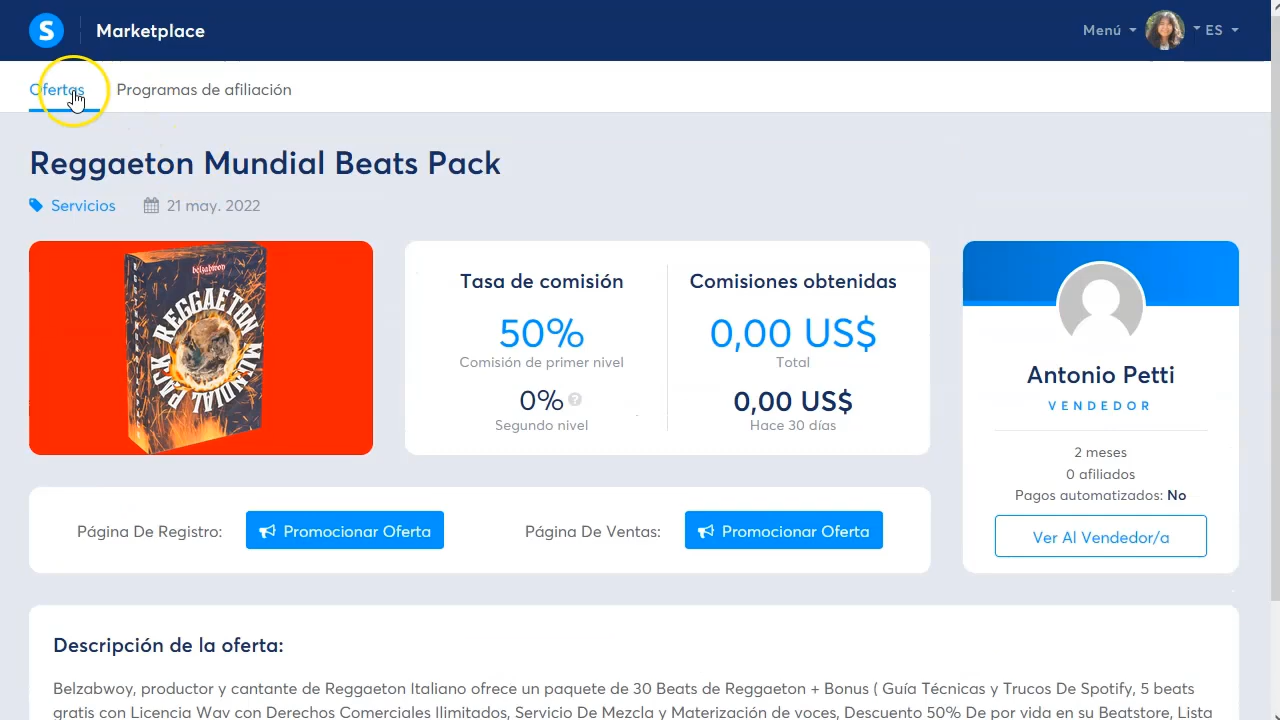 S
Marketplace
Menú
ES
Ofertas
Programas de afiliación
Reggaeton Mundial Beats Pack
Servicios
21 may. 2022
belzabwoy
REGGAETON MUNDIAL PACK
Tasa de comisión
50%
Comisión de primer nivel
0% ?
Segundo nivel
Comisiones obtenidas
0,00 US$
Total
0,00 US$
Hace 30 días
Antonio Petti
VENDEDOR
2 meses
0 afiliados
Pagos automatizados: No
Ver Al Vendedor/a
Página De Registro:
Promocionar Oferta
Página De Ventas:
Promocionar Oferta
Descripción de la oferta:
Belzabwoy, productor y cantante de Reggaeton Italiano ofrece un paquete de 30 Beats de Reggaeton + Bonus ( Guía Técnicas y Trucos De Spotify, 5 beats
gratis con Licencia Wav con Derechos Comerciales Ilimitados, Servicio De Mezcla y Materización de voces, Descuento 50% De por vida en su Beatstore, Lista